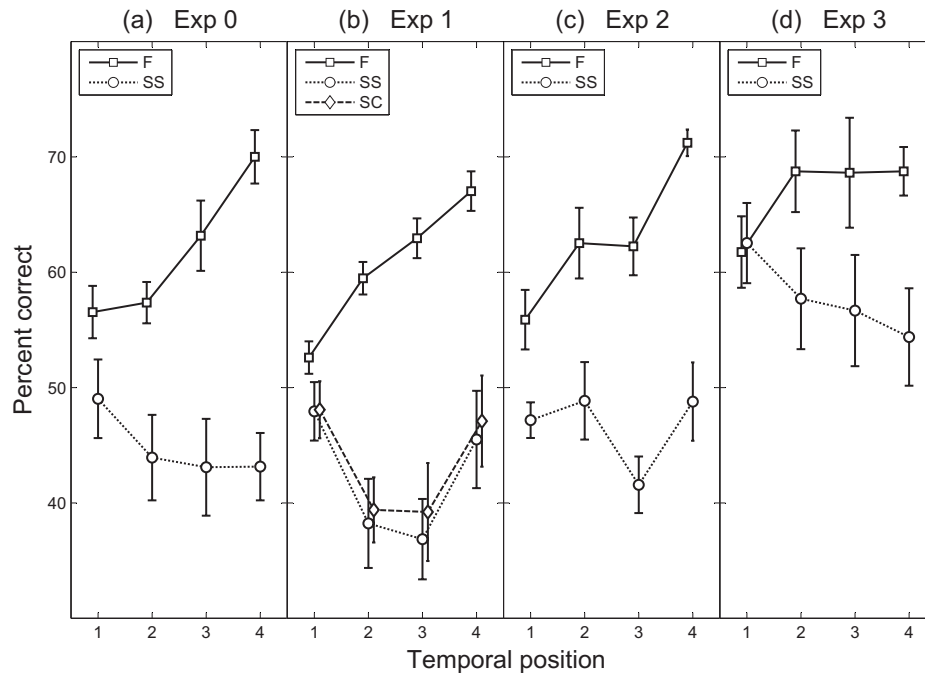 (a) Exp 0
(b) Exp 1
(c) Exp 2
(d) Exp 3
F
SS
F
SS
SC
F
SS
F
SS
70
60
50
40
Percent correct
1 2 3 4
1 2 3 4
1 2 3 4
1 2 3 4
Temporal position